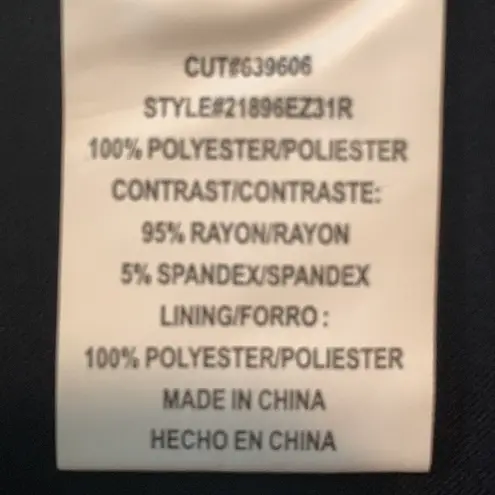 CUT#639606
STYLE#21896EZ31R
100% POLYESTER/POLIESTER
CONTRAST/CONTRASTE:
95% RAYON/RAYON
5% SPANDEX/SPANDEX
LINING/FORRO :
100% POLYESTER/POLIESTER
MADE IN CHINA
HECHO EN CHINA